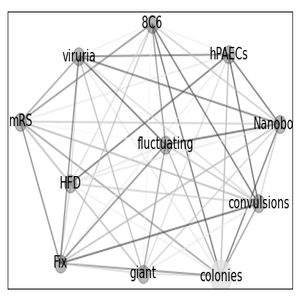 8C6
viruria
hPAECs
mRS
Nanobo
fluctuating
HFD
convulsions
Fix
giant
colonies